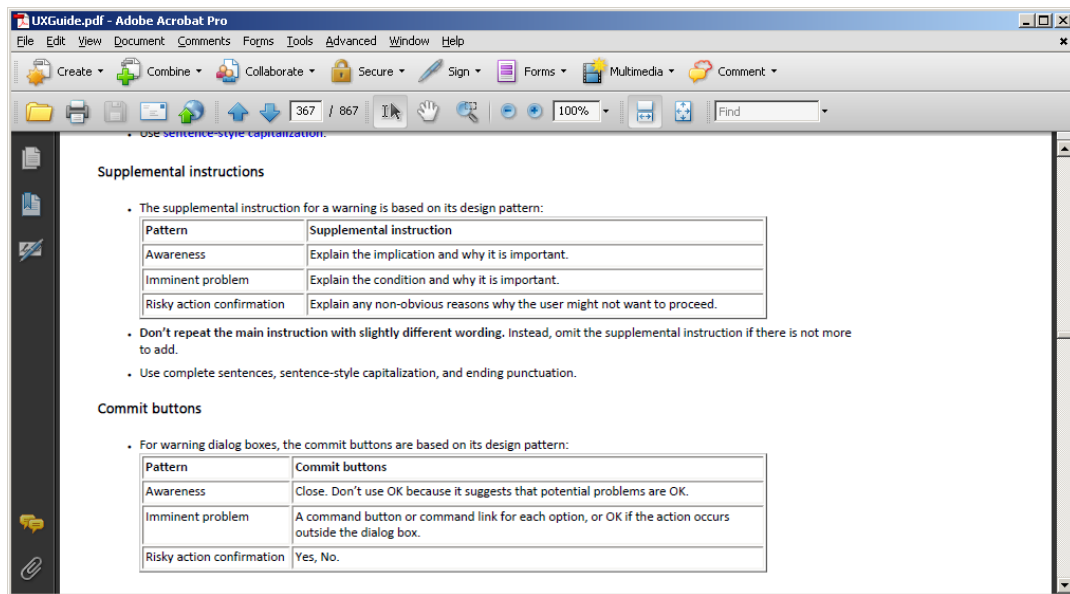 UXGuide.pdf - Adobe Acrobat Pro
File Edit View Document Comments Forms Tools Advanced Window Help
Create Combine Collaborate Secure Sign Forms Multimedia Comment
367 / 867 100% Find
• Use sentence-style capitalization.
Supplemental instructions
• The supplemental instruction for a warning is based on its design pattern:
Pattern Supplemental instruction
Awareness Explain the implication and why it is important.
Imminent problem Explain the condition and why it is important.
Risky action confirmation Explain any non-obvious reasons why the user might not want to proceed.
• Don't repeat the main instruction with slightly different wording. Instead, omit the supplemental instruction if there is not more
to add.
• Use complete sentences, sentence-style capitalization, and ending punctuation.
Commit buttons
• For warning dialog boxes, the commit buttons are based on its design pattern:
Pattern Commit buttons
Awareness Close. Don't use OK because it suggests that potential problems are OK.
Imminent problem A command button or command link for each option, or OK if the action occurs
outside the dialog box.
Risky action confirmation Yes, No.